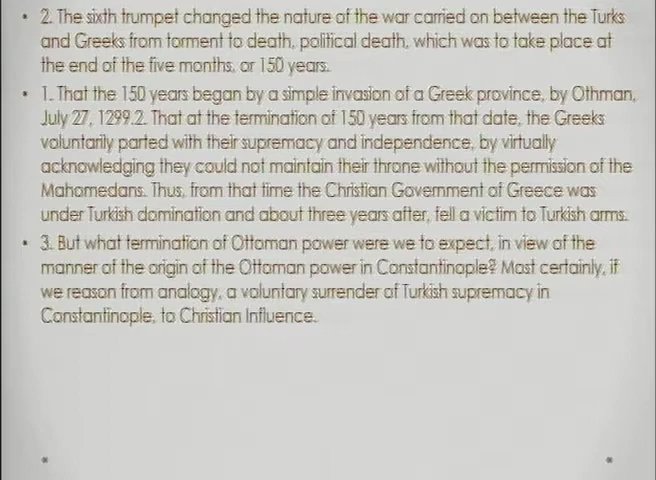 • 2. The sixth trumpet changed the nature of the war carried on between the Turks
and Greeks from torment to death, political death, which was to take place at
the end of the five months, or 150 years.
• 1. That the 150 years began by a simple invasion of a Greek province, by Othman,
July 27, 1299.2. That at the termination of 150 years from that date, the Greeks
voluntarily parted with their supremacy and independence, by virtually
acknowledging they could not maintain their throne without the permission of the
Mahomedans. Thus, from that time the Christian Government of Greece was
under Turkish domination and about three years after, fell a victim to Turkish arms.
• 3. But what termination of Ottoman power were we to expect, in view of the
manner of the origin of the Ottoman power in Constantinople? Most certainly, if
we reason from analogy, a voluntary surrender of Turkish supremacy in
Constantinople, to Christian Influence.